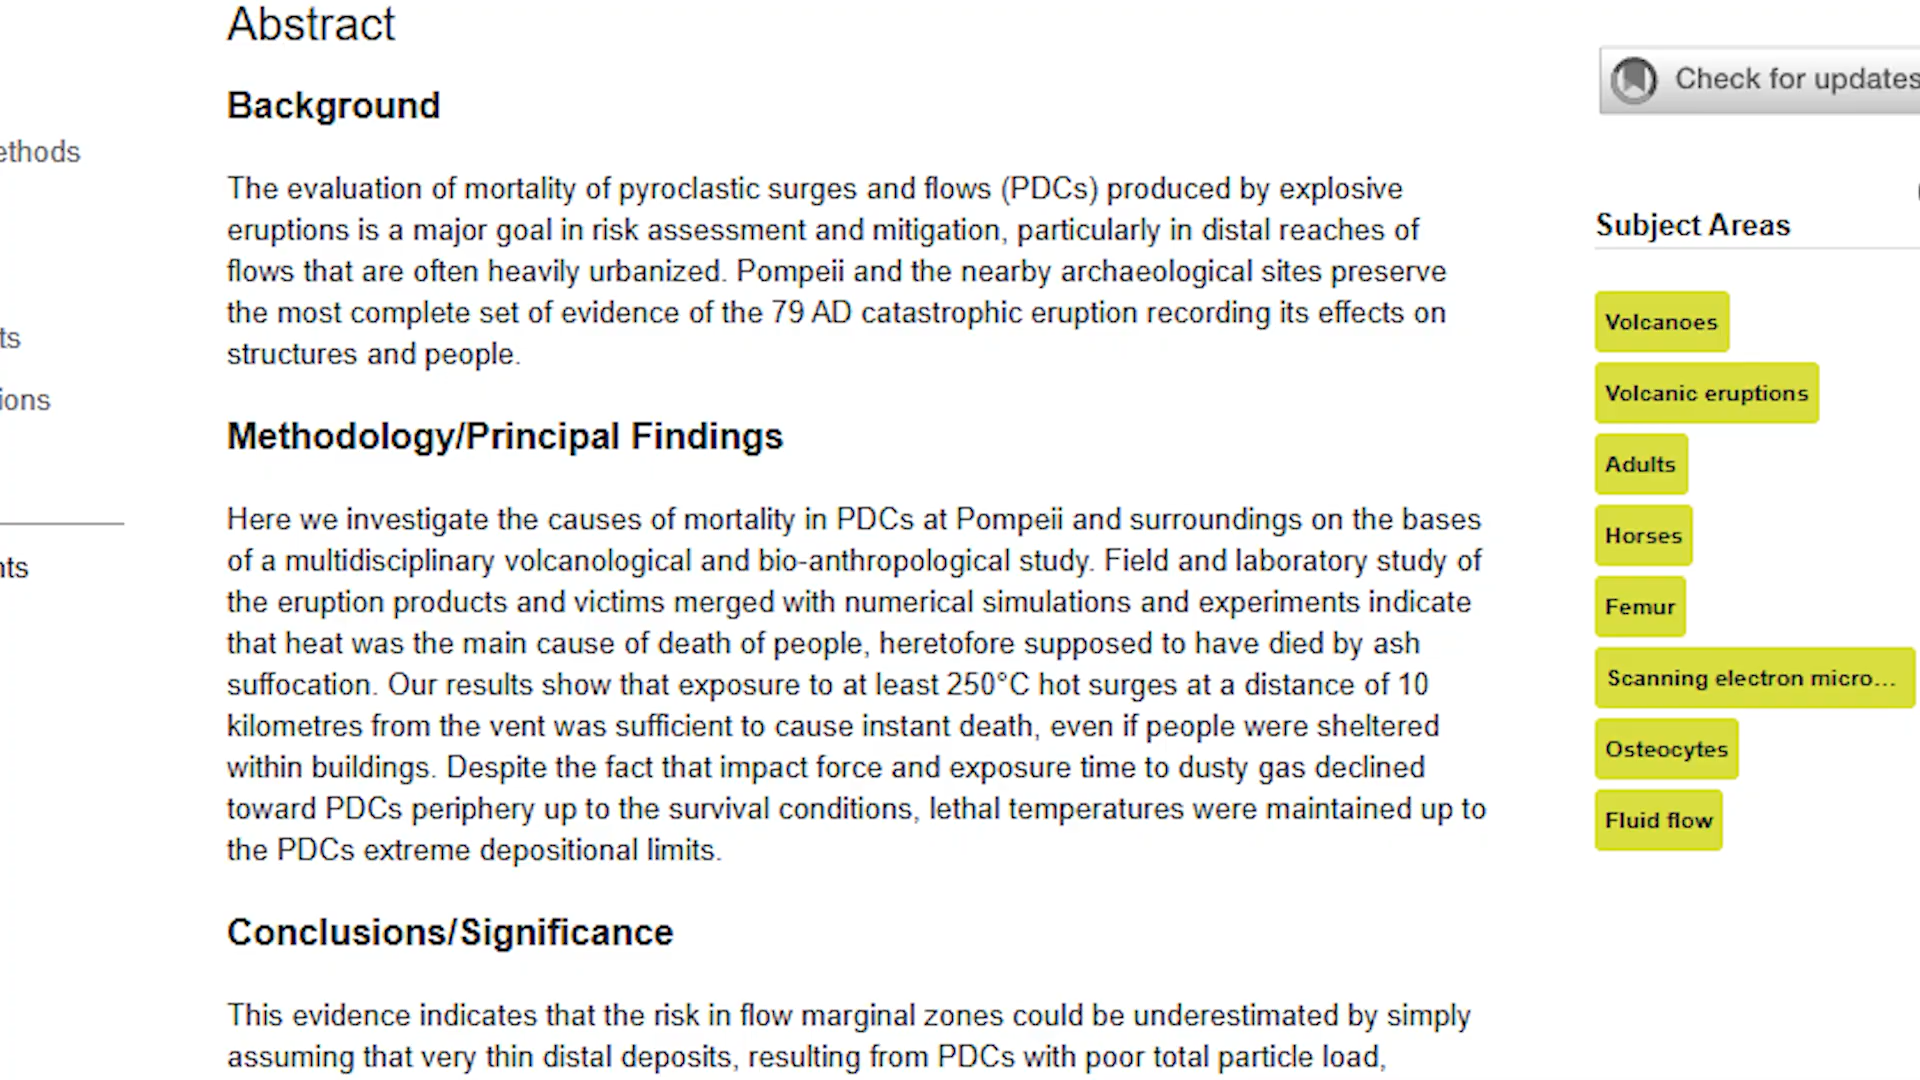 Abstract
Background
The evaluation of mortality of pyroclastic surges and flows (PDCs) produced by explosive
eruptions is a major goal in risk assessment and mitigation, particularly in distal reaches of
flows that are often heavily urbanized. Pompeii and the nearby archaeological sites preserve
the most complete set of evidence of the 79 AD catastrophic eruption recording its effects on
structures and people.
Methodology/Principal Findings
Here we investigate the causes of mortality in PDCs at Pompeii and surroundings on the bases
of a multidisciplinary volcanological and bio-anthropological study. Field and laboratory study of
the eruption products and victims merged with numerical simulations and experiments indicate
that heat was the main cause of death of people, heretofore supposed to have died by ash
suffocation. Our results show that exposure to at least 250°C hot surges at a distance of 10
kilometres from the vent was sufficient to cause instant death, even if people were sheltered
within buildings. Despite the fact that impact force and exposure time to dusty gas declined
toward PDCs periphery up to the survival conditions, lethal temperatures were maintained up to
the PDCs extreme depositional limits.
Conclusions/Significance
This evidence indicates that the risk in flow marginal zones could be underestimated by simply
assuming that very thin distal deposits, resulting from PDCs with poor total particle load,
ethods
ts
ions
nts
Check for updates
Subject Areas
Volcanoes
Volcanic eruptions
Adults
Horses
Femur
Scanning electron micro...
Osteocytes
Fluid flow